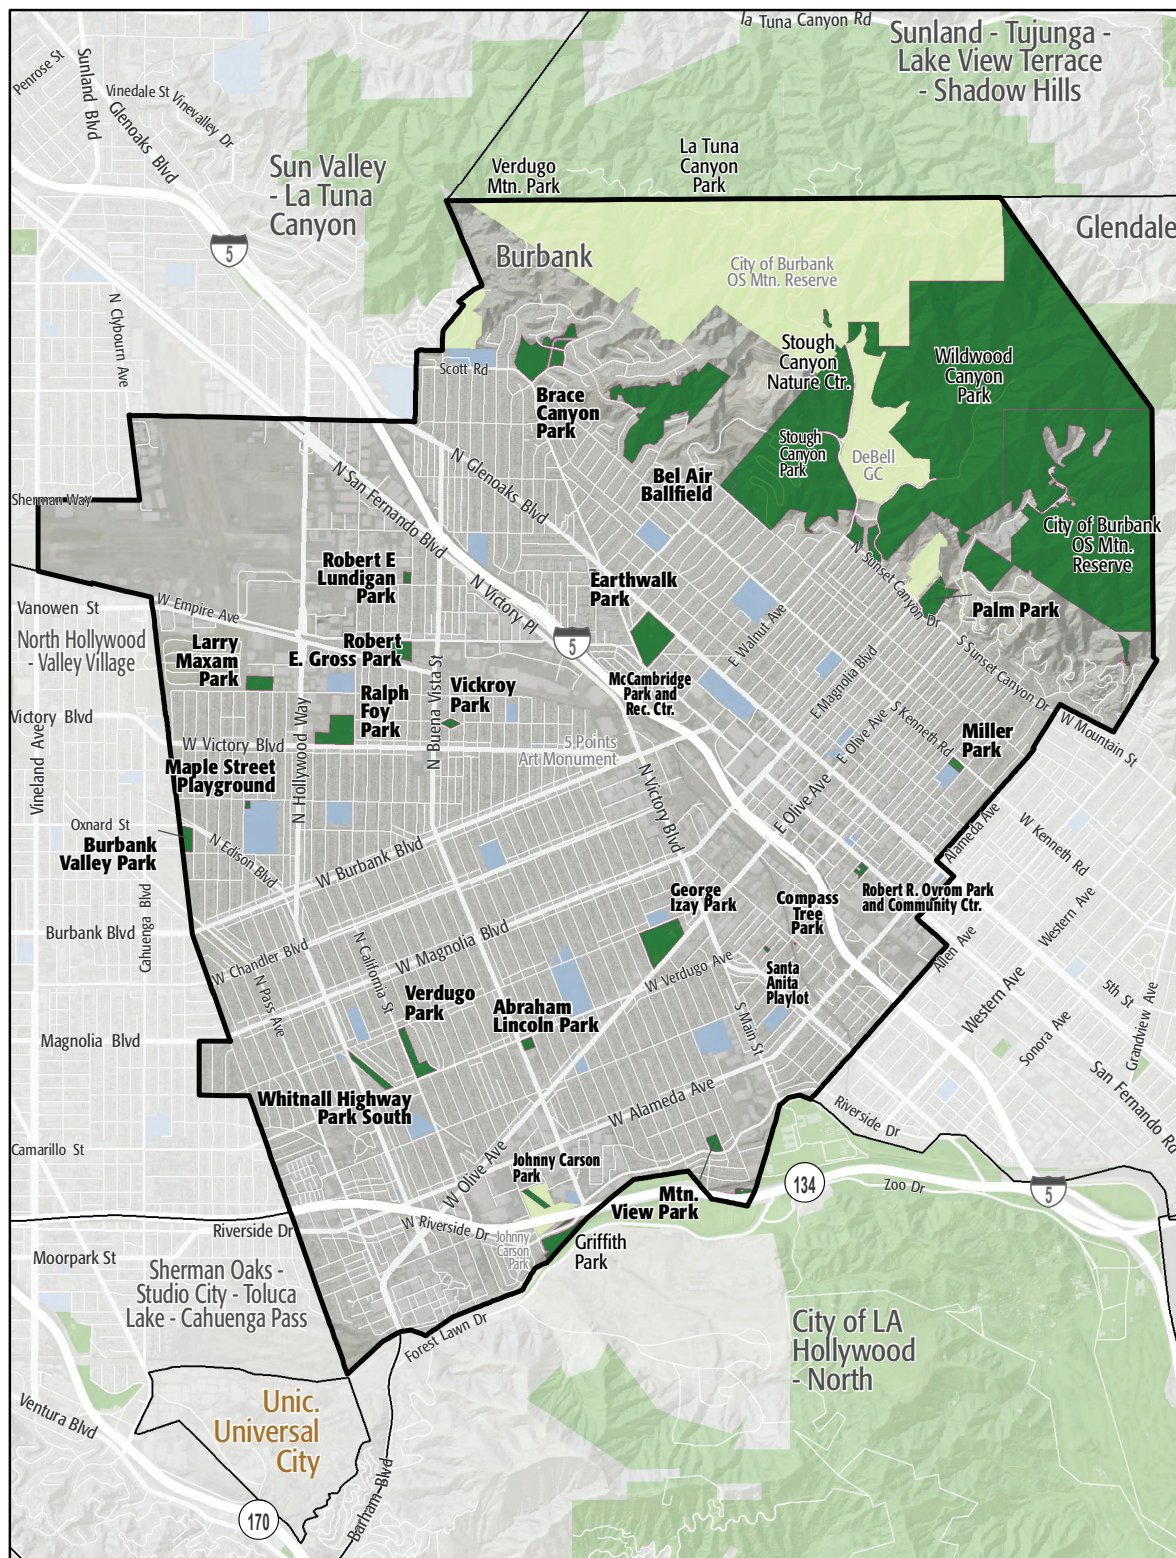 la Tuna Canyon Rd
Sunland - Tujunga -
Lake View Terrace
- Shadow Hills
Penrose St
Sunland Blvd
Vinedale St
Vinevalley Dr
Glenoaks Blvd
Sun Valley
- La Tuna
Canyon
Verdugo
Mtn. Park
La Tuna
Canyon
Park
Glendale
5
Burbank
City of Burbank
OS Mtn. Reserve
N Clybourn Ave
Scott Rd
Brace
Canyon
Park
Stough
Canyon
Nature Ctr.
Wildwood
Canyon
Park
Stough
Canyon
Park
DeBell
GC
Bel Air
Ballfield
N Glenoaks Blvd
N San Fernando Blvd
Sherman Way
City of Burbank
OS Mtn.
Reserve
N Sunset Canyon Dr
Robert E
Lundigan
Park
N Victory Pl
Earthwalk
Park
Palm Park
Vanowen St
W Empire Ave
North Hollywood
- Valley Village
Larry
Maxam
Park
Robert
E. Gross Park
5
E Walnut Ave
S Sunset Canyon Dr
McCambridge
Park and
Rec. Ctr.
Ralph
Foy
Park
N Buena Vista St
Vickroy
Park
E Magnolia Blvd
S Kenneth Rd
Victory Blvd
Vineland Ave
W Victory Blvd
N Hollywood Way
5 Points
Art Monument
E Olive Ave
Miller
Park
W Mountain St
Maple Street
Playground
N Victory Blvd
E Olive Ave
Oxnard St
Burbank
Valley Park
N Edison Blvd
W Burbank Blvd
Alameda Ave
W Kenneth Rd
Cahuenga Blvd
George
Izay Park
Compass
Tree
Park
Robert R. Ovrom Park
and Community Ctr.
Western Ave
Burbank Blvd
W Chandler Blvd
N Pass Ave
N California St
W Magnolia Blvd
W Verdugo Ave
Allen Ave
Santa
Anita
Playlot
5th St
Grandview Ave
Verdugo
Park
Abraham
Lincoln Park
S Main St
Western Ave
Sonora Ave
Magnolia Blvd
San Fernando Rd
Whitnall Highway
Park South
W Alameda Ave
Riverside Dr
Camarillo St
W Olive Ave
Johnny Carson
Park
134
Zoo Dr
5
Mtn.
View Park
Riverside Dr
W Riverside Dr
Johnny
Carson
Park
Griffith
Park
Moorpark St
Sherman Oaks -
Studio City - Toluca
Lake - Cahuenga Pass
Forest Lawn Dr
City of LA
Hollywood
- North
Unic.
Universal
City
Ventura Blvd
Barham Blvd
170